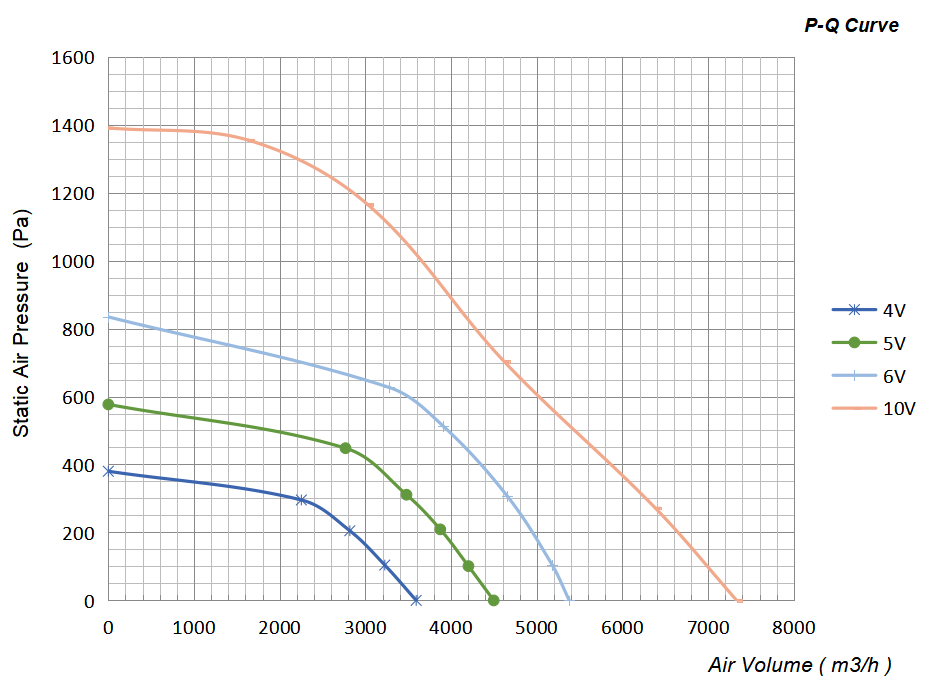 P-Q Curve
1600
1400
1200
1000
800
600
400
200
0
0 1000 2000 3000 4000 5000 6000 7000 8000
Static Air Pressure (Pa)
Air Volume ( m3/h )
4V
5V
6V
10V